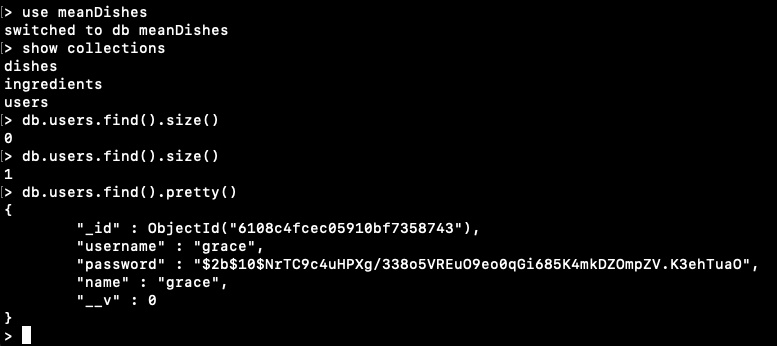 > use meanDishes
switched to db meanDishes
> show collections
dishes
ingredients
users
> db.users.find().size()
0
> db.users.find().size()
1
> db.users.find().pretty()
{
        "_id" : ObjectId("6108c4fcec05910bf7358743"),
        "username" : "grace",
        "password" : "$2b$10$NrTC9c4uHPXg/338o5VREuO9eo0qGi685K4mkDZOmpZV.K3ehTuaO",
        "name" : "grace",
        "__v" : 0
}
>